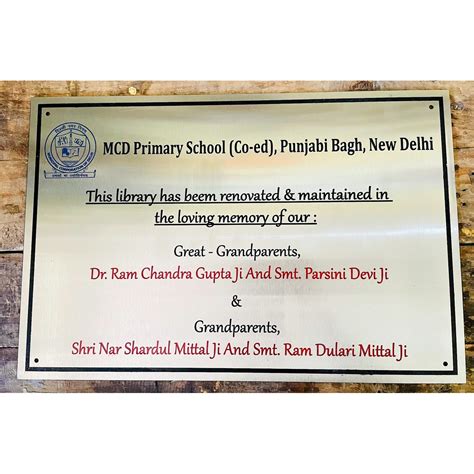 MCD Primary School (Co-ed), Punjabi Bagh, New Delhi
This library has beem renovated & maintained in
the loving memory of our :
Great - Grandparents,
Dr. Ram Chandra Gupta Ji And Smt. Parsini Devi Ji
&
Grandparents,
Shri Nar Shardul Mittal Ji And Smt. Ram Dulari Mittal Ji